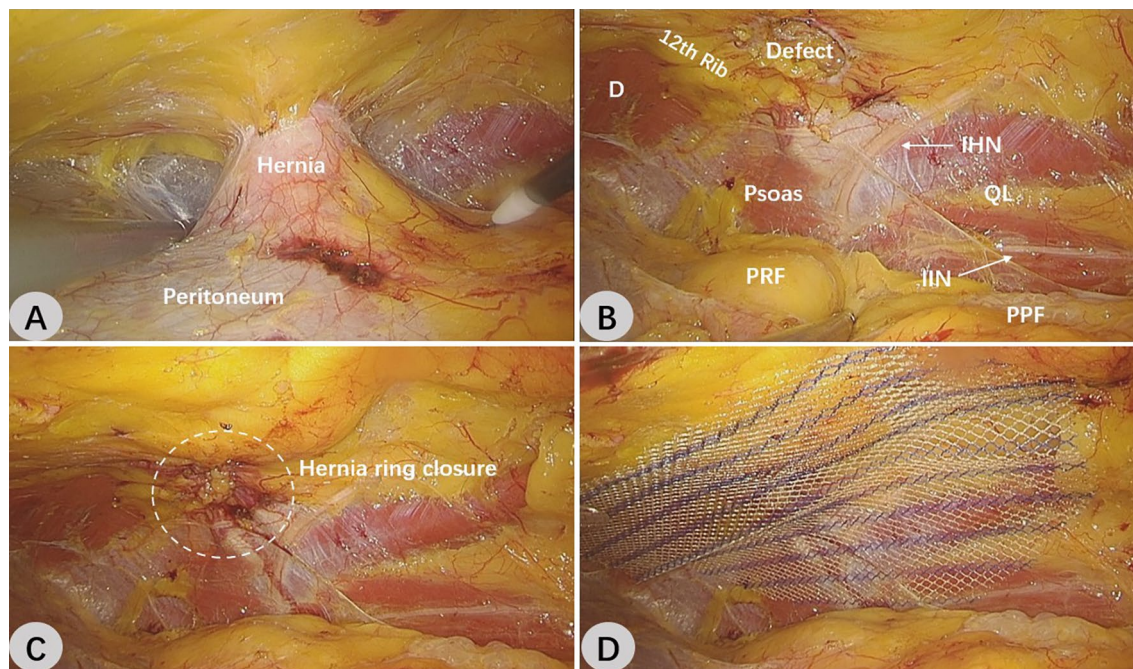 Hernia
Peritoneum
A
12th Rib
Defect
D
IHN
Psoas
QL
PRF
IIN
PPF
B
Hernia ring closure
C
D